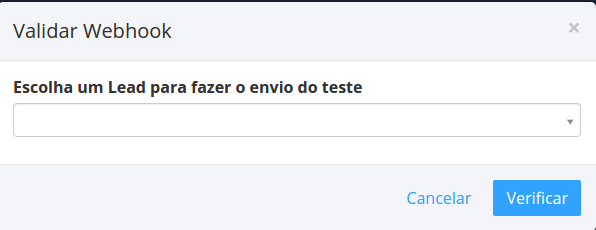 Validar Webhook
×
Escolha um Lead para fazer o envio do teste
Cancelar
Verificar